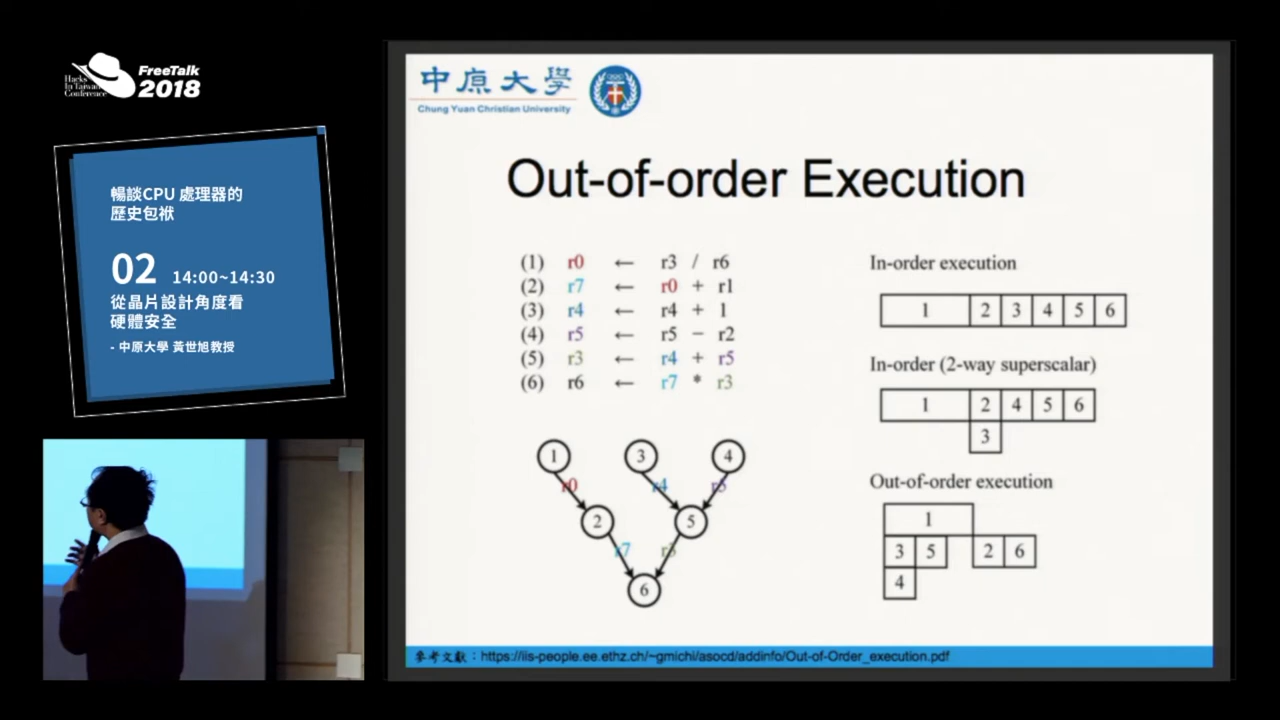 Hacks
In Taiwan
Conference
FreeTalk
2018
暢談CPU 處理器的
歷史包袱
02 14:00~14:30
從晶片設計角度看
硬體安全
- 中原大學 黃世旭教授
中原大學
Chung Yuan Christian University
Out-of-order Execution
(1) r0 ← r3 / r6
(2) r7 ← r0 + r1
(3) r4 ← r4 + 1
(4) r5 ← r5 − r2
(5) r3 ← r4 + r5
(6) r6 ← r7 * r3
1 3 4
r0 r4 r5
2 5
r7 r3
6
In-order execution
1 2 3 4 5 6
In-order (2-way superscalar)
1 2 4 5 6
3
Out-of-order execution
1
3 5 2 6
4
參考文獻：https://iis-people.ee.ethz.ch/~gmichi/asocd/addinfo/Out-of-Order_execution.pdf